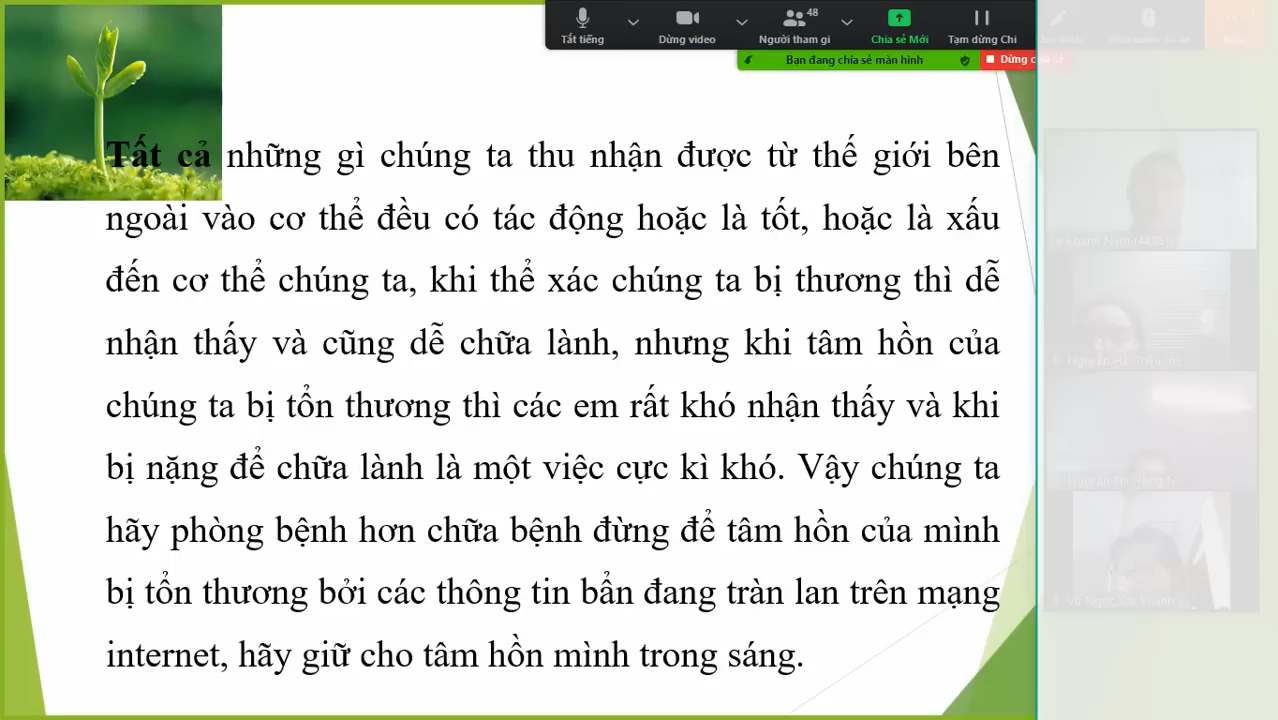 48
Tắt tiếng
Dừng video
Người tham gi
Chia sẻ Mới
Tạm dừng Chi
Bạn đang chia sẻ màn hình
Dừng chia sẻ
Tất cả những gì chúng ta thu nhận được từ thế giới bên
ngoài vào cơ thể đều có tác động hoặc là tốt, hoặc là xấu
đến cơ thể chúng ta, khi thể xác chúng ta bị thương thì dễ
nhận thấy và cũng dễ chữa lành, nhưng khi tâm hồn của
chúng ta bị tổn thương thì các em rất khó nhận thấy và khi
bị nặng để chữa lành là một việc cực kì khó. Vậy chúng ta
hãy phòng bệnh hơn chữa bệnh đừng để tâm hồn của mình
bị tổn thương bởi các thông tin bẩn đang tràn lan trên mạng
internet, hãy giữ cho tâm hồn mình trong sáng.